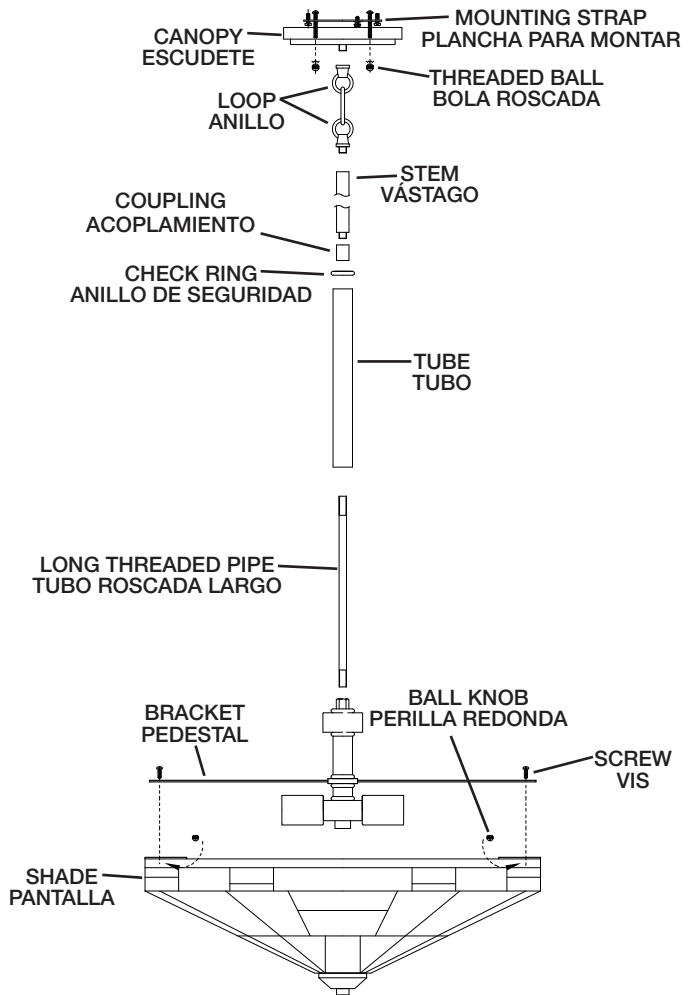 MOUNTING STRAP
PLANCHA PARA MONTAR
CANOPY
ESCUDETE
THREADED BALL
BOLA ROSCADA
LOOP
ANILLO
STEM
VÁSTAGO
COUPLING
ACOPLAMIENTO
CHECK RING
ANILLO DE SEGURIDAD
TUBE
TUBO
LONG THREADED PIPE
TUBO ROSCADA LARGO
BALL KNOB
PERILLA REDONDA
BRACKET
PEDESTAL
SCREW
VIS
SHADE
PANTALLA